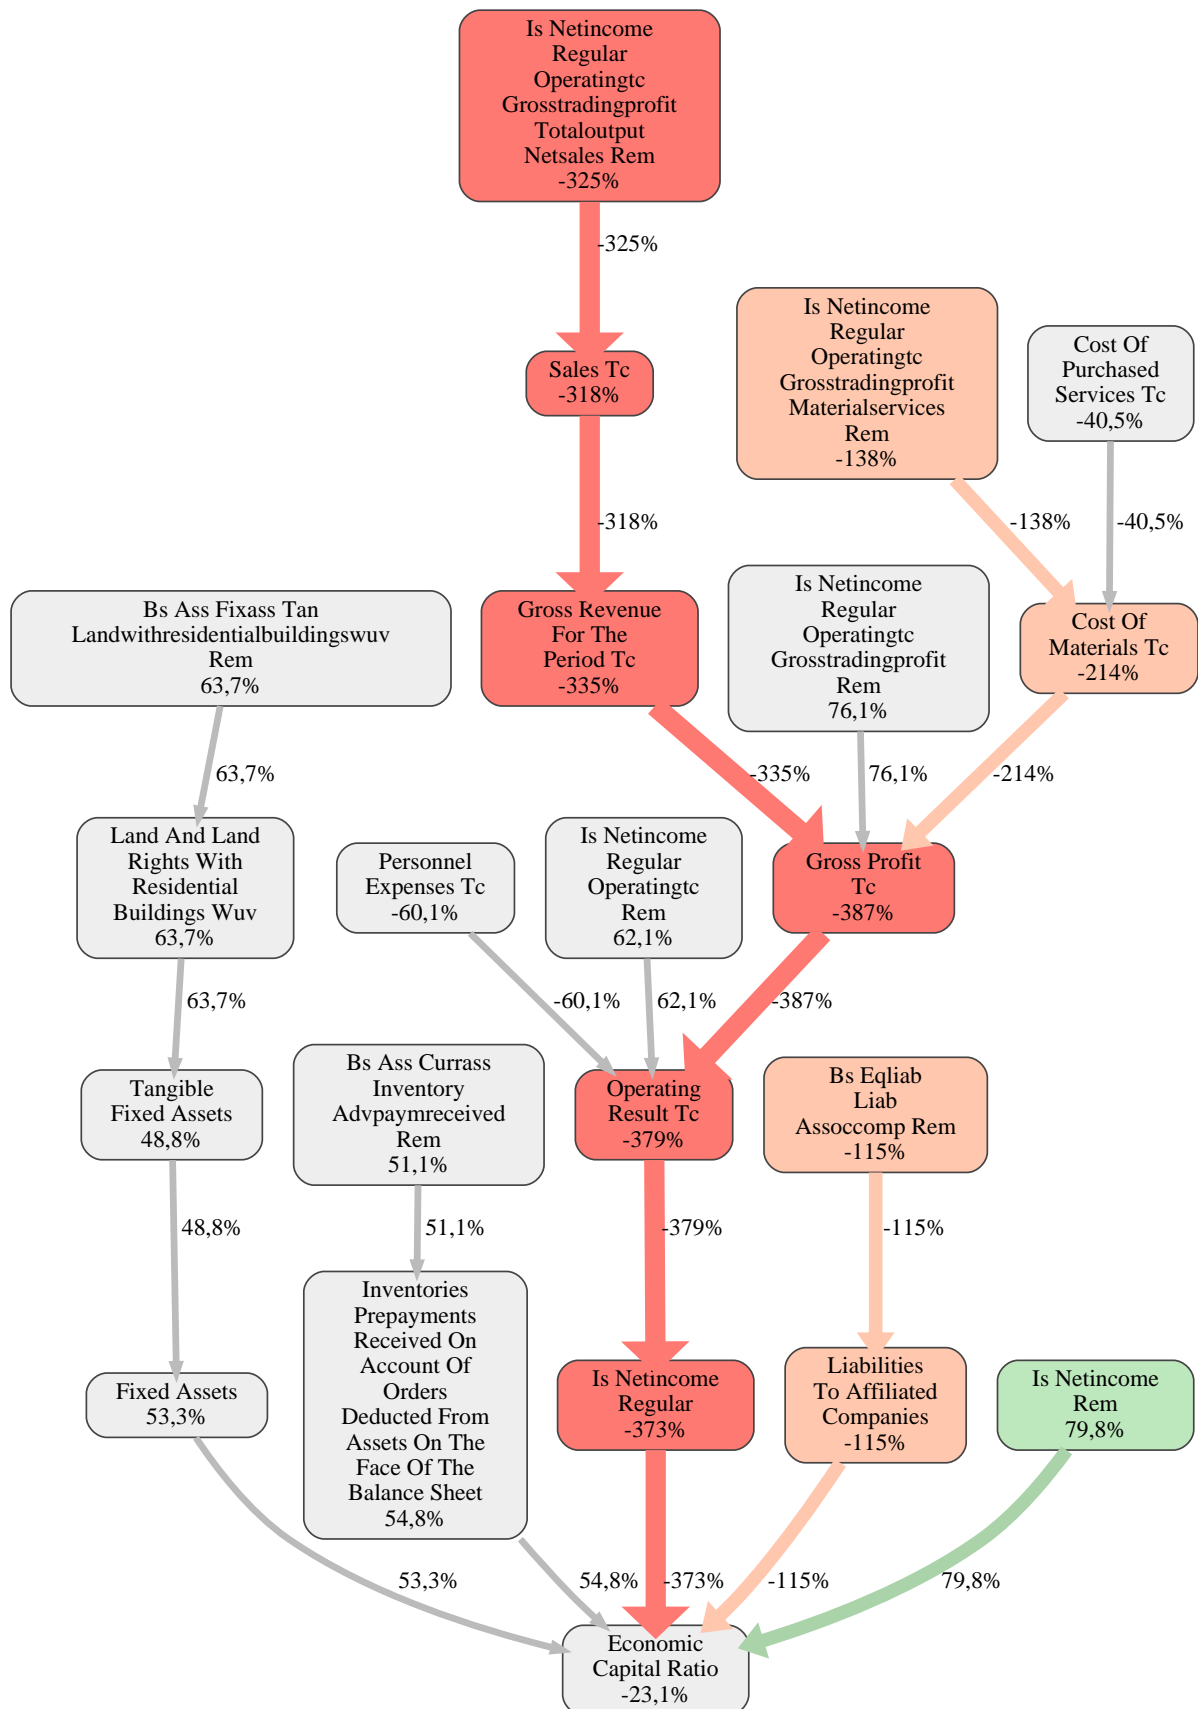 Is Netincome
Regular
Operatingtc
Grosstradingprofit
Totaloutput
Netsales Rem
-325%
-325%
Is Netincome
Regular
Operatingtc
Grosstradingprofit
Materialservices
Rem
-138%
Cost Of
Purchased
Services Tc
-40,5%
Sales Tc
-318%
-318%
-138%
-40,5%
Bs Ass Fixass Tan
Landwithresidentialbuildingswuv
Rem
63,7%
Gross Revenue
For The
Period Tc
-335%
Is Netincome
Regular
Operatingtc
Grosstradingprofit
Rem
76,1%
Cost Of
Materials Tc
-214%
63,7%
-335%
76,1%
-214%
Land And Land
Rights With
Residential
Buildings Wuv
63,7%
Personnel
Expenses Tc
-60,1%
Is Netincome
Regular
Operatingtc
Rem
62,1%
Gross Profit
Tc
-387%
63,7%
-60,1%
62,1%
-387%
Tangible
Fixed Assets
48,8%
Bs Ass Currass
Inventory
Advpaymreceived
Rem
51,1%
Operating
Result Tc
-379%
Bs Eqliab
Liab
Assoccomp Rem
-115%
48,8%
51,1%
-379%
-115%
Fixed Assets
53,3%
Inventories
Prepayments
Received On
Account Of
Orders
Deducted From
Assets On The
Face Of The
Balance Sheet
54,8%
Is Netincome
Regular
-373%
Liabilities
To Affiliated
Companies
-115%
Is Netincome
Rem
79,8%
53,3%
54,8%
-373%
-115%
79,8%
Economic
Capital Ratio
-23,1%